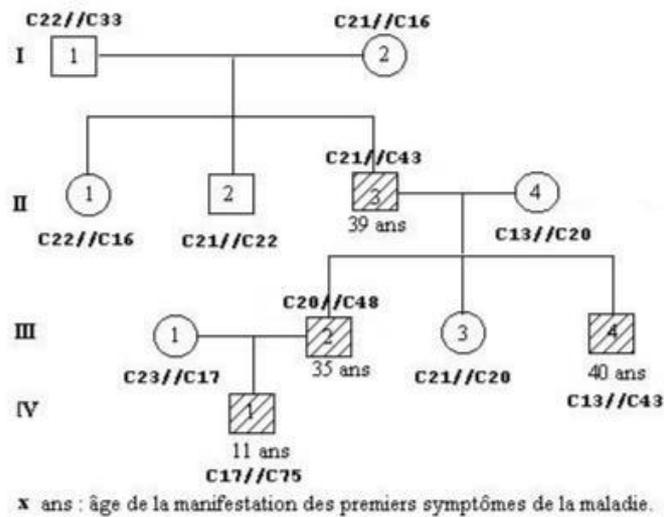 C22//C33 C21//C16
I 1 2
C21//C43
II 1 2 3 4
39 ans
C22//C16 C21//C22 C13//C20
C20//C48
III 1 2 3 4
C23//C17 35 ans C21//C20 40 ans
C13//C43
IV 1
11 ans
C17//C75
x ans : âge de la manifestation des premiers symptômes de la maladie.